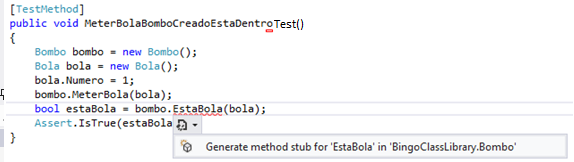 [TestMethod]
public void MeterBolaBomboCreadoEstaDentroTest()
{
Bombo bombo = new Bombo();
Bola bola = new Bola();
bola.Numero = 1;
bombo.MeterBola(bola);
bool estaBola = bombo.EstaBola(bola);
Assert.IsTrue(estaBola
Generate method stub for 'EstaBola' in 'BingoClassLibrary.Bombo'
}